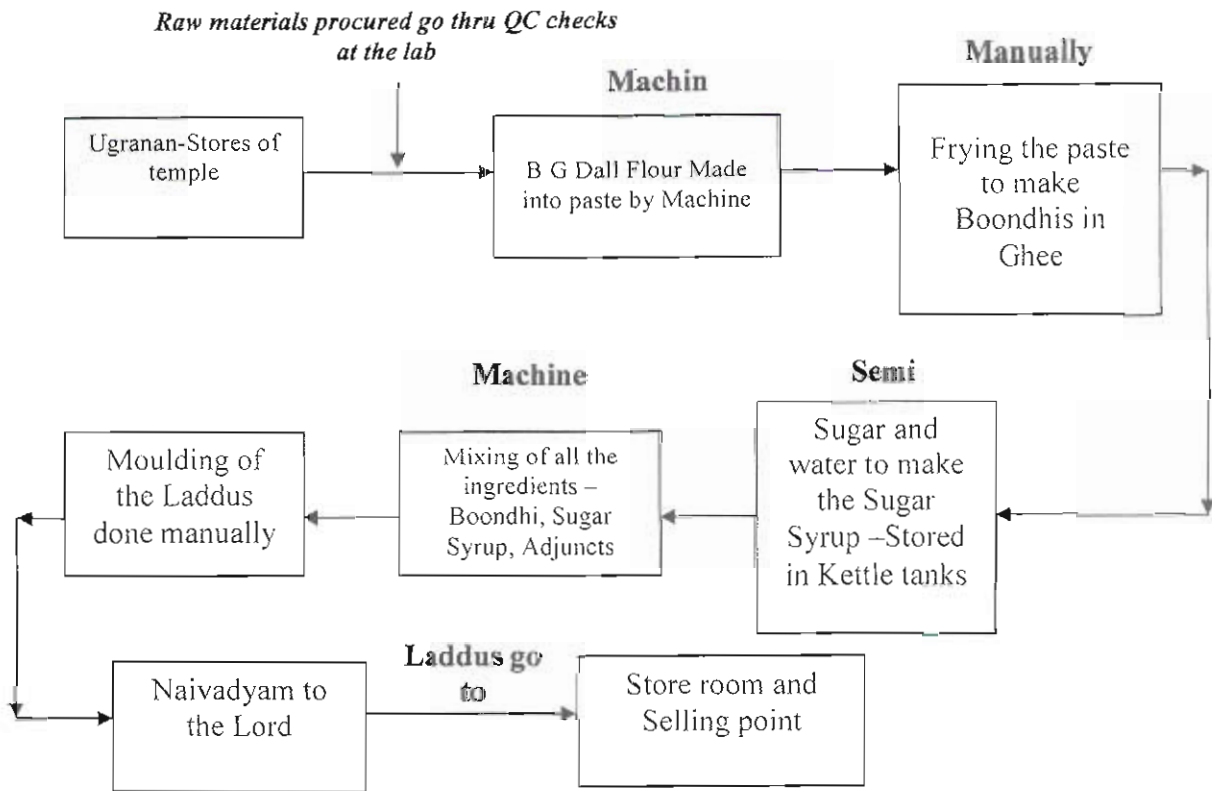 Raw materials procured go thru QC checks
at the lab
Ugranan-Stores of
temple
Machin
B G Dall Flour Made
into paste by Machine
Manually
Frying the paste
to make
Boondhis in
Ghee
Semi
Sugar and
water to make
the Sugar
Syrup –Stored
in Kettle tanks
Machine
Mixing of all the
ingredients –
Boondhi, Sugar
Syrup, Adjuncts
Moulding of
the Laddus
done manually
Naivadyam to
the Lord
Laddus go
to
Store room and
Selling point